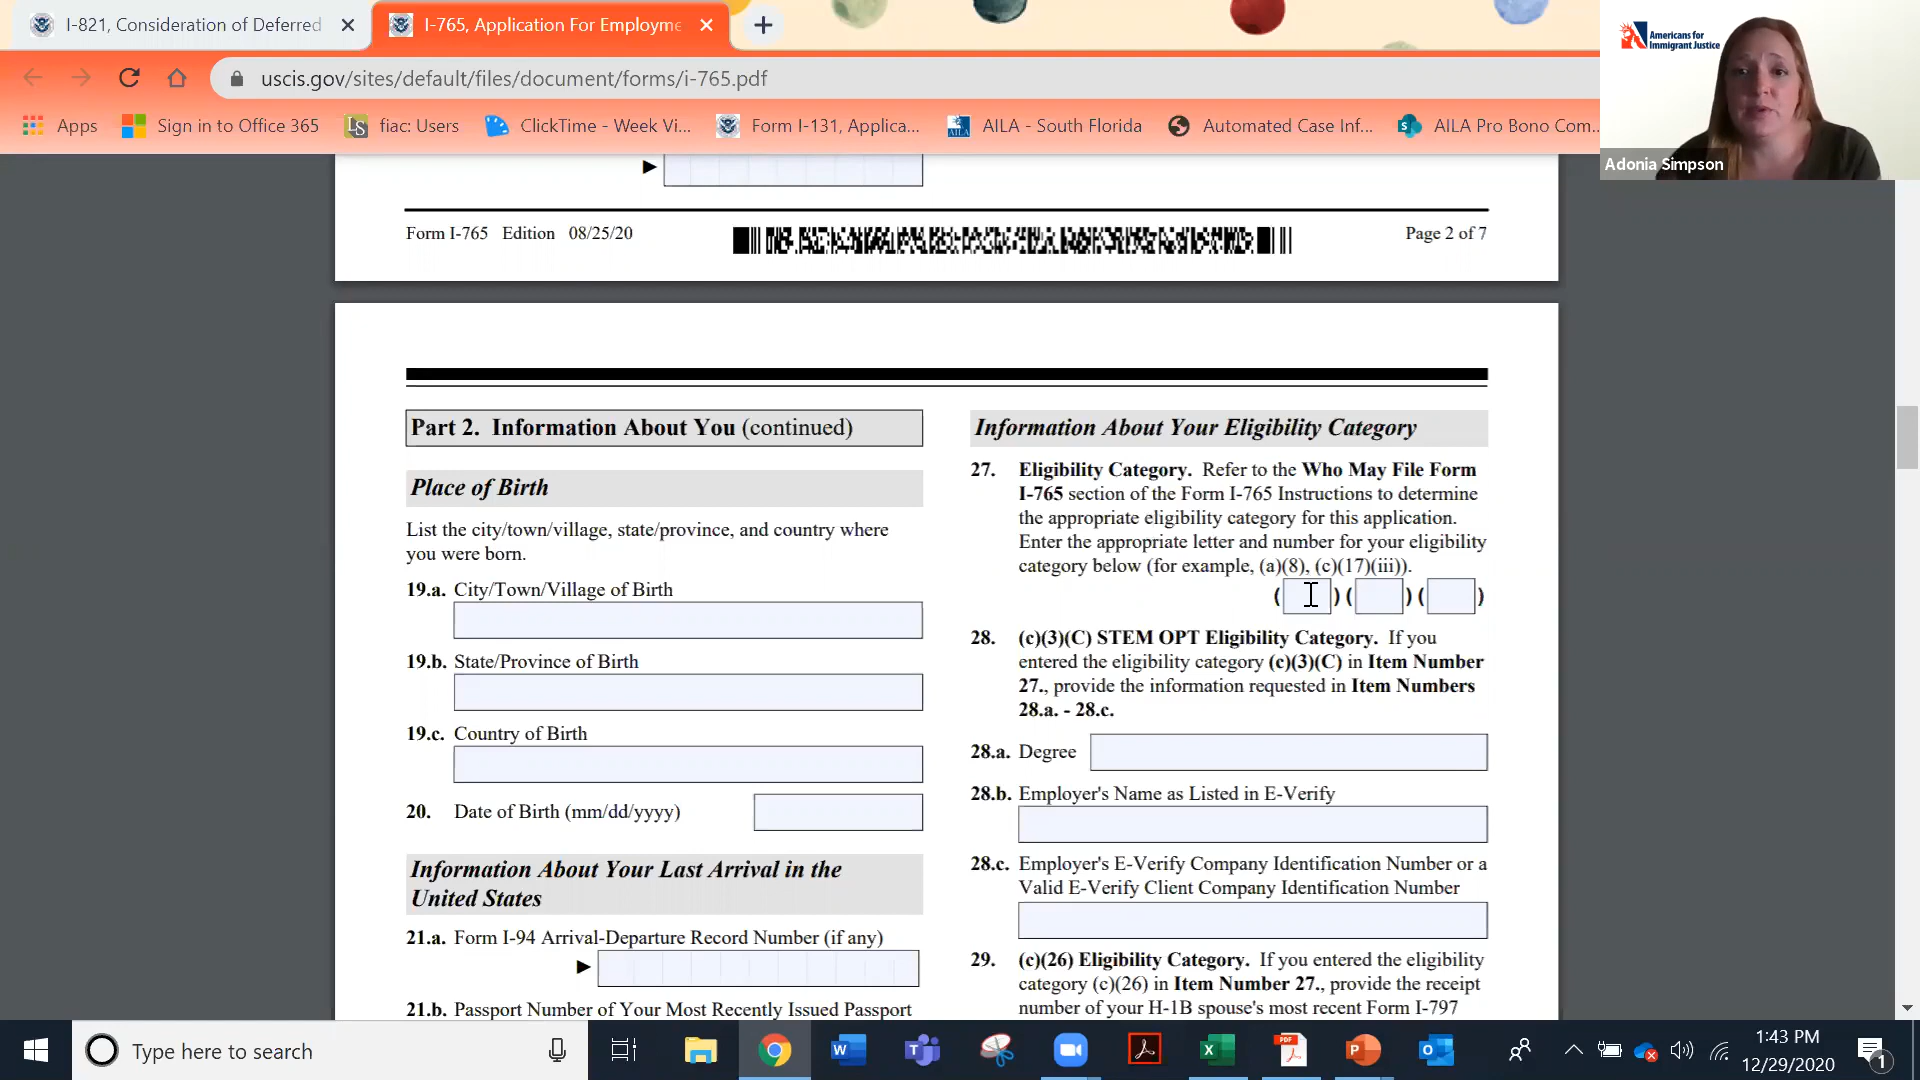 I-821, Consideration of Deferred
I-765, Application For Employme
uscis.gov/sites/default/files/document/forms/i-765.pdf
Apps
Sign in to Office 365
LS fiac: Users
ClickTime - Week Vi...
Form I-131, Applica...
AILA AILA - South Florida
Automated Case Inf...
S AILA Pro Bono Com...
Americans for
Immigrant Justice
Adonia Simpson
Form I-765 Edition 08/25/20
Page 2 of 7
Part 2. Information About You (continued)
Place of Birth
List the city/town/village, state/province, and country where
you were born.
19.a. City/Town/Village of Birth
19.b. State/Province of Birth
19.c. Country of Birth
20. Date of Birth (mm/dd/yyyy)
Information About Your Last Arrival in the
United States
21.a. Form I-94 Arrival-Departure Record Number (if any)
21.b. Passport Number of Your Most Recently Issued Passport
Information About Your Eligibility Category
27. Eligibility Category. Refer to the Who May File Form
I-765 section of the Form I-765 Instructions to determine
the appropriate eligibility category for this application.
Enter the appropriate letter and number for your eligibility
category below (for example, (a)(8), (c)(17)(iii)).
( ) ( ) ( )
28. (c)(3)(C) STEM OPT Eligibility Category. If you
entered the eligibility category (c)(3)(C) in Item Number
27., provide the information requested in Item Numbers
28.a. - 28.c.
28.a. Degree
28.b. Employer's Name as Listed in E-Verify
28.c. Employer's E-Verify Company Identification Number or a
Valid E-Verify Client Company Identification Number
29. (c)(26) Eligibility Category. If you entered the eligibility
category (c)(26) in Item Number 27., provide the receipt
number of your H-1B spouse's most recent Form I-797
Type here to search
W
T
PDF
X
P
O
1:43 PM
12/29/2020
1